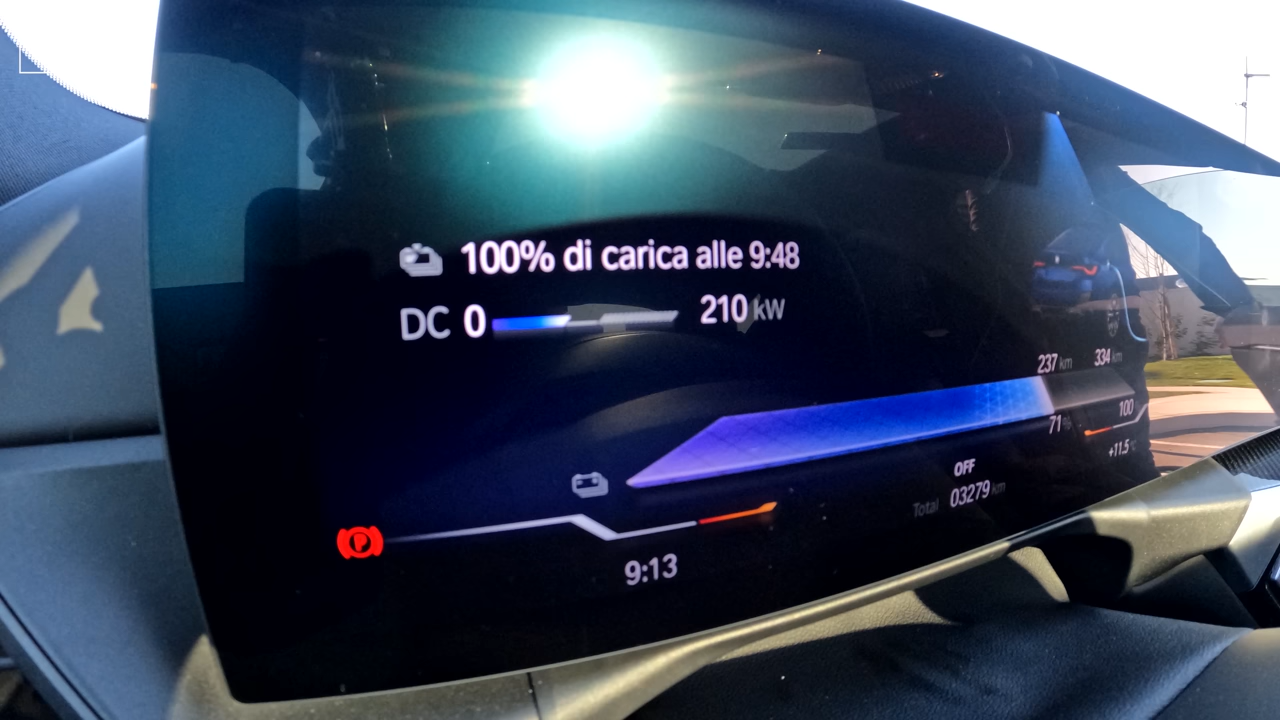 100% di carica alle 9:48
DC 0 210 kW
237 km 334 km
71% 100
+11.5°
OFF
Total 03279 km
P
9:13